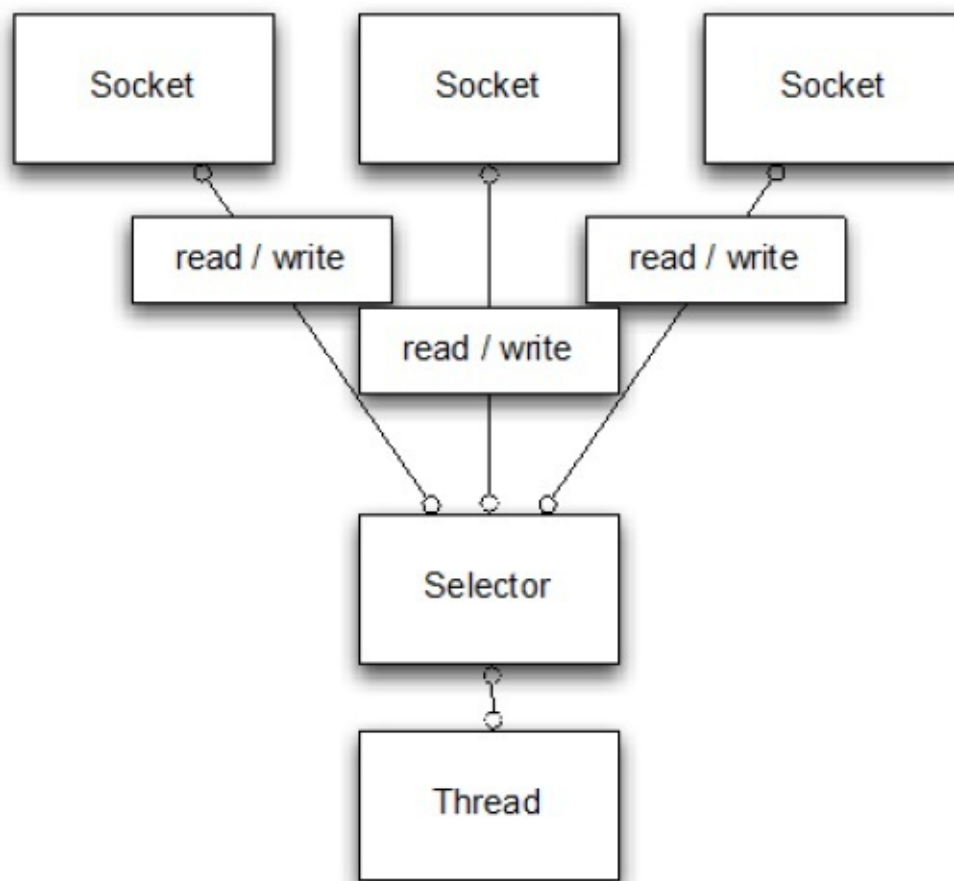 Socket
Socket
Socket
read / write
read / write
read / write
Selector
Thread